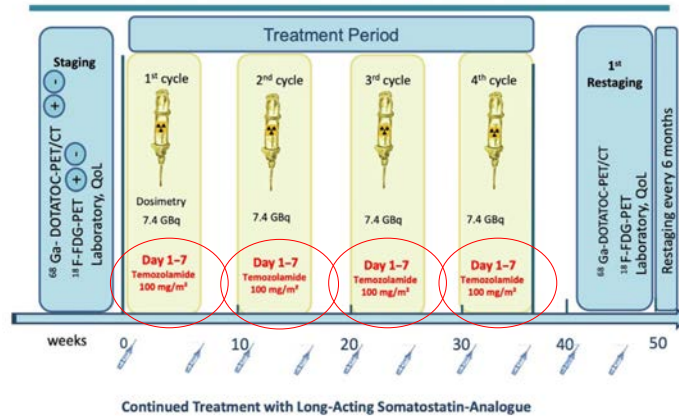 Treatment Period
Staging
-
+
68 Ga- DOTATOC-PET/CT
-
+
18 F-FDG-PET
Laboratory, QoL
1st cycle
Dosimetry
7.4 GBq
Day 1–7
Temozolamide
100 mg/m²
2nd cycle
7.4 GBq
Day 1–7
Temozolamide
100 mg/m²
3rd cycle
7.4 GBq
Day 1–7
Temozolamide
100 mg/m²
4th cycle
7.4 GBq
Day 1–7
Temozolamide
100 mg/m²
1st
Restaging
68 Ga-DOTATOC-PET/CT
18 F-FDG-PET
Laboratory, QoL
Restaging every 6 months
weeks 0 10 20 30 40 50
Continued Treatment with Long-Acting Somatostatin-Analogue